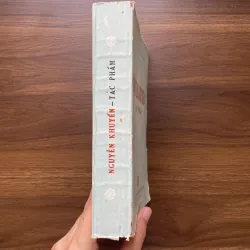 NGUYỄN KHUYẾN – TÁC PHẨM